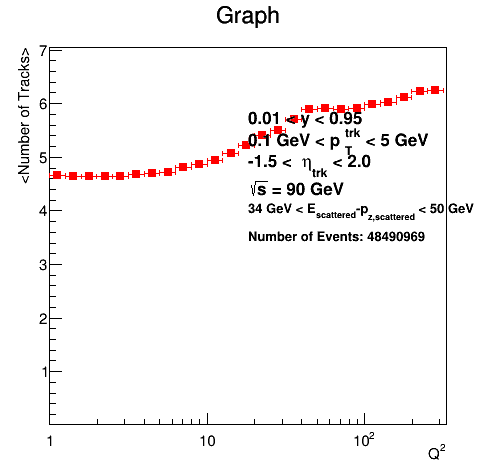 Graph
<Number of Tracks>
7
6
5
4
3
2
1
0.01 < y < 0.95
0.1 GeV < p_T^trk < 5 GeV
-1.5 < η_trk < 2.0
√s = 90 GeV
34 GeV < E_scattered-p_z,scattered < 50 GeV
Number of Events: 48490969
1 10 10²
Q²